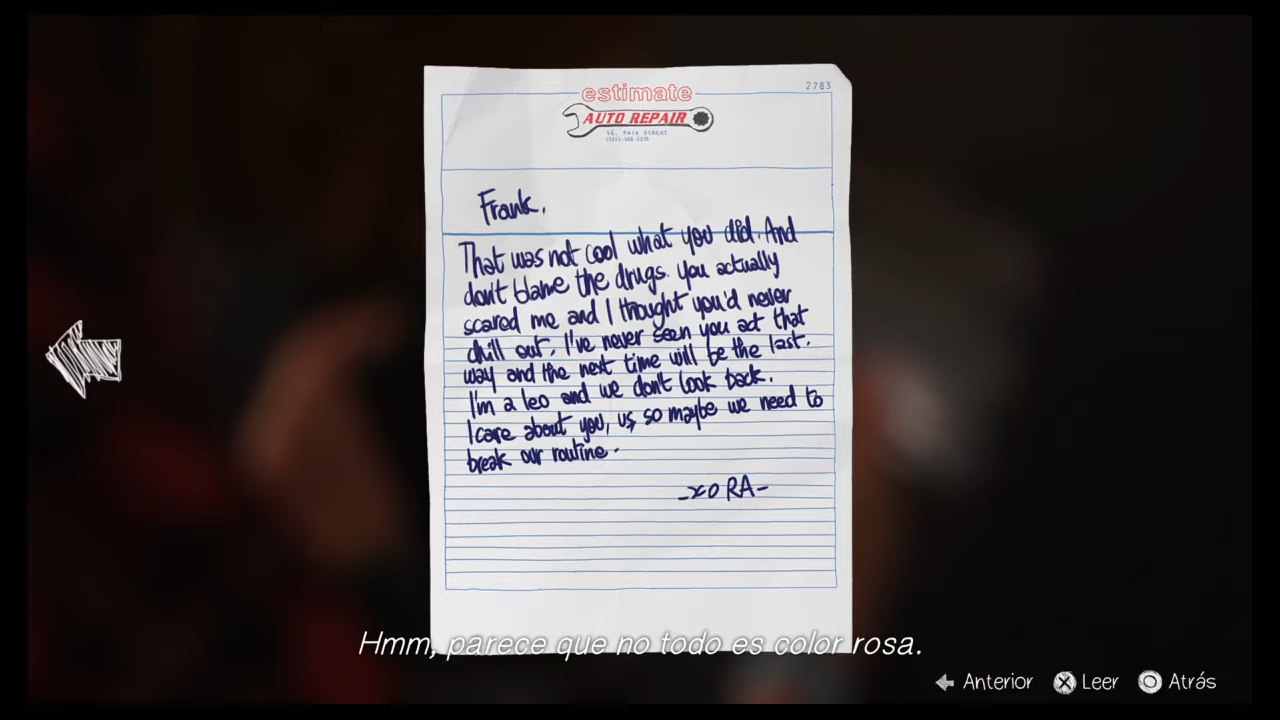 2783
estimate
AUTO REPAIR
46, MAIN STREET
Frank,
That was not cool what you did. And
don't blame the drugs. You actually
scared me and I thought you'd never
chill out. I've never seen you act that
way and the next time will be the last.
I'm a leo and we don't look back.
I care about you, us, so maybe we need to
break our routine.
-xo RA-
Hmm, parece que no todo es color rosa.
Anterior Leer Atrás